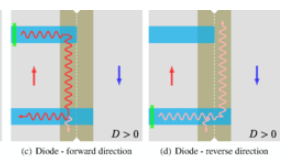 D > 0
D > 0
(c) Diode - forward direction
(d) Diode - reverse direction